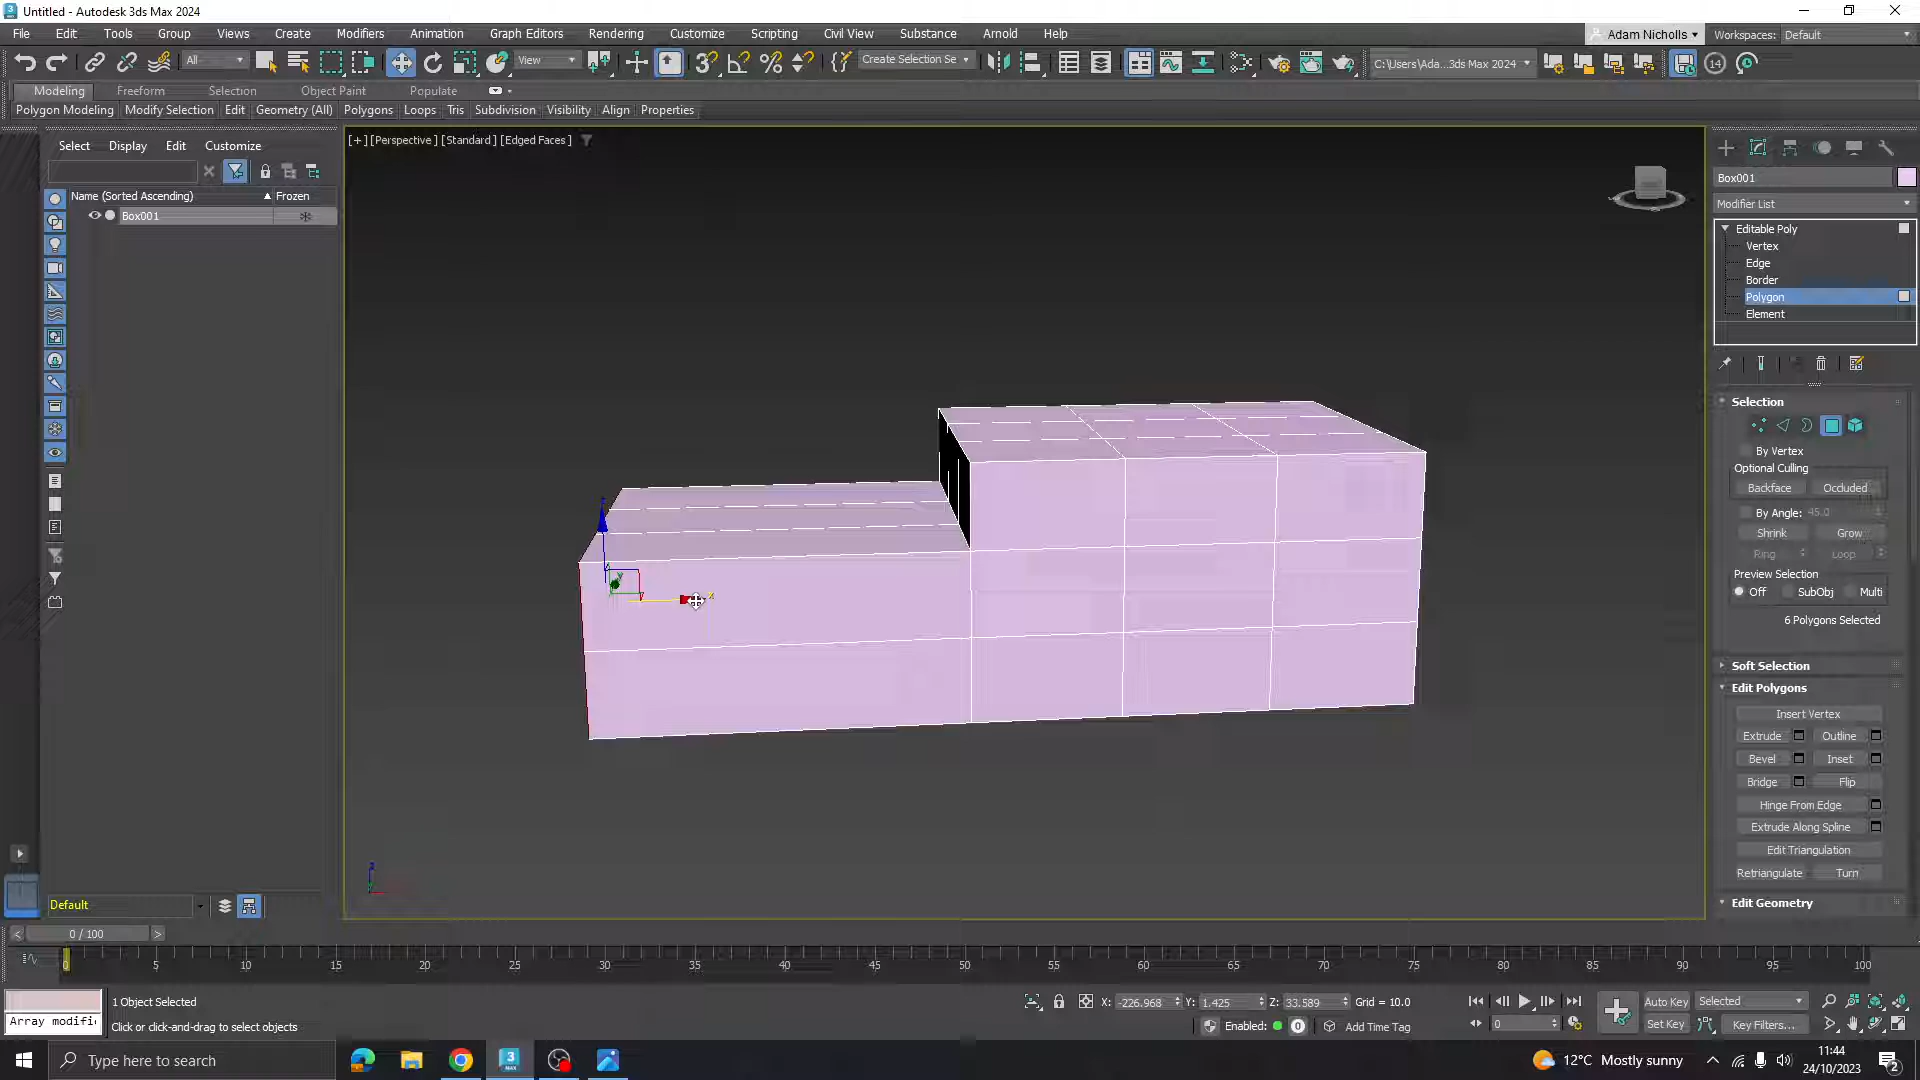 Untitled - Autodesk 3ds Max 2024
File Edit Tools Group Views Create Modifiers Animation Graph Editors Rendering Customize Scripting Civil View Substance Arnold Help
Adam Nicholls Workspaces: Default
All View Create Selection Se C:\Users\Ada...3ds Max 2024 14
Modeling Freeform Selection Object Paint Populate
Polygon Modeling Modify Selection Edit Geometry (All) Polygons Loops Tris Subdivision Visibility Align Properties
Select Display Edit Customize
[+] [Perspective] [Standard] [Edged Faces]
Name (Sorted Ascending) Frozen
Box001
Box001
Modifier List
Editable Poly
Vertex
Edge
Border
Polygon
Element
Selection
By Vertex
Optional Culling
Backface Occluded
By Angle: 45.0
Shrink Grow
Ring Loop
Preview Selection
Off SubObj Multi
6 Polygons Selected
Soft Selection
Edit Polygons
Insert Vertex
Extrude Outline
Bevel Inset
Bridge Flip
Hinge From Edge
Extrude Along Spline
Edit Triangulation
Retriangulate Turn
Edit Geometry
x
Default
< 0 / 100 >
0 5 10 15 20 25 30 35 40 45 50 55 60 65 70 75 80 85 90 95 100
1 Object Selected
X: -226.968 Y: 1.425 Z: 33.589 Grid = 10.0
Auto Key Selected
Array modifi
Click or click-and-drag to select objects
Enabled: 0 Add Time Tag
0
Set Key Key Filters...
Type here to search
3 MAX
12°C Mostly sunny
11:44
24/10/2023
2